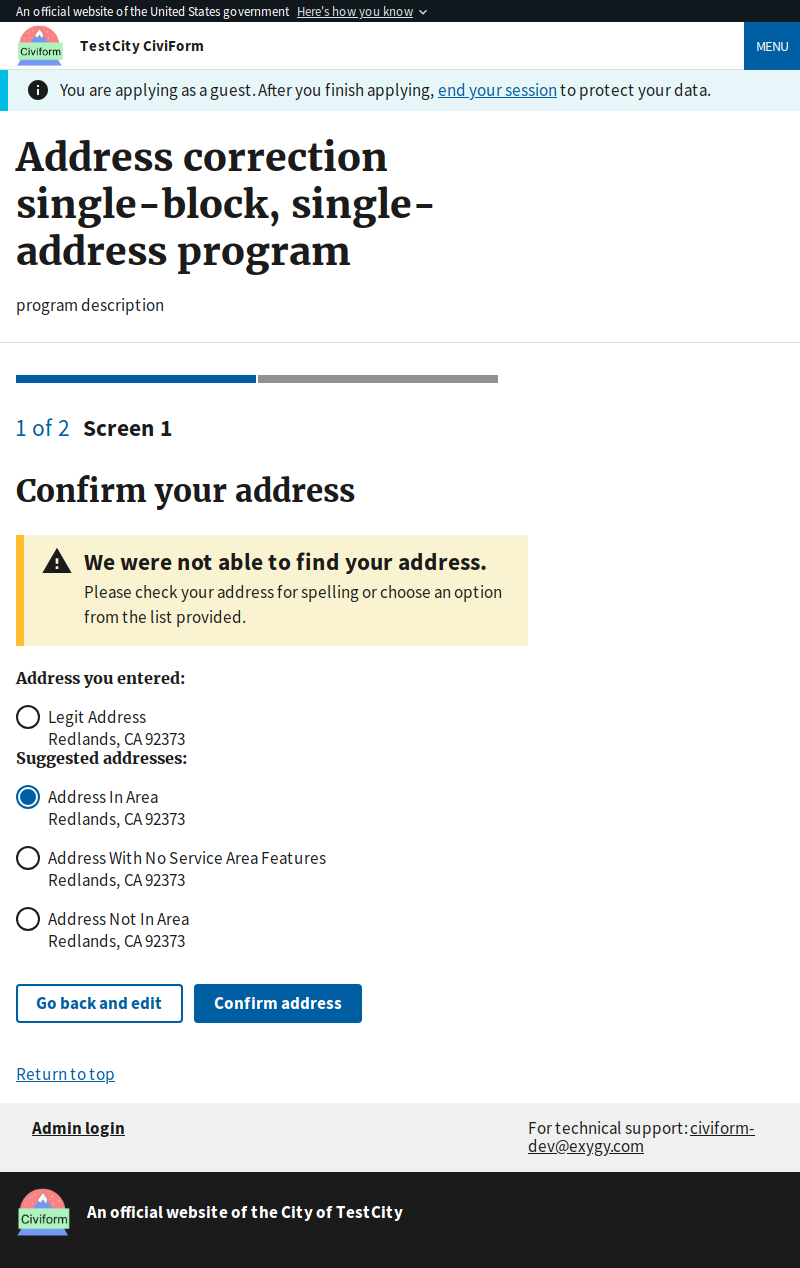 An official website of the United States government Here's how you know
Civiform
TestCity CiviForm
MENU
You are applying as a guest. After you finish applying, end your session to protect your data.
Address correction
single-block, single-
address program
program description
1 of 2 Screen 1
Confirm your address
We were not able to find your address.
Please check your address for spelling or choose an option
from the list provided.
Address you entered:
Legit Address
Redlands, CA 92373
Suggested addresses:
Address In Area
Redlands, CA 92373
Address With No Service Area Features
Redlands, CA 92373
Address Not In Area
Redlands, CA 92373
Go back and edit
Confirm address
Return to top
Admin login
For technical support: civiform-
dev@exygy.com
Civiform
An official website of the City of TestCity